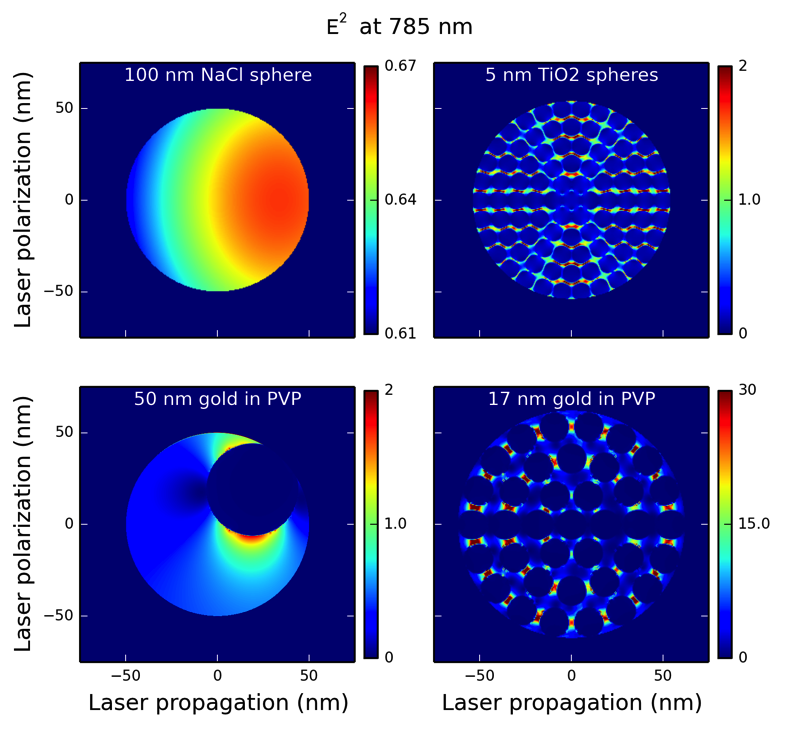 E² at 785 nm
100 nm NaCl sphere
5 nm TiO2 spheres
Laser polarization (nm)
50
0
−50
0.67
0.64
0.61
2
1.0
0
50 nm gold in PVP
17 nm gold in PVP
Laser polarization (nm)
50
0
−50
2
1.0
0
30
15.0
0
−50 0 50
−50 0 50
Laser propagation (nm)
Laser propagation (nm)